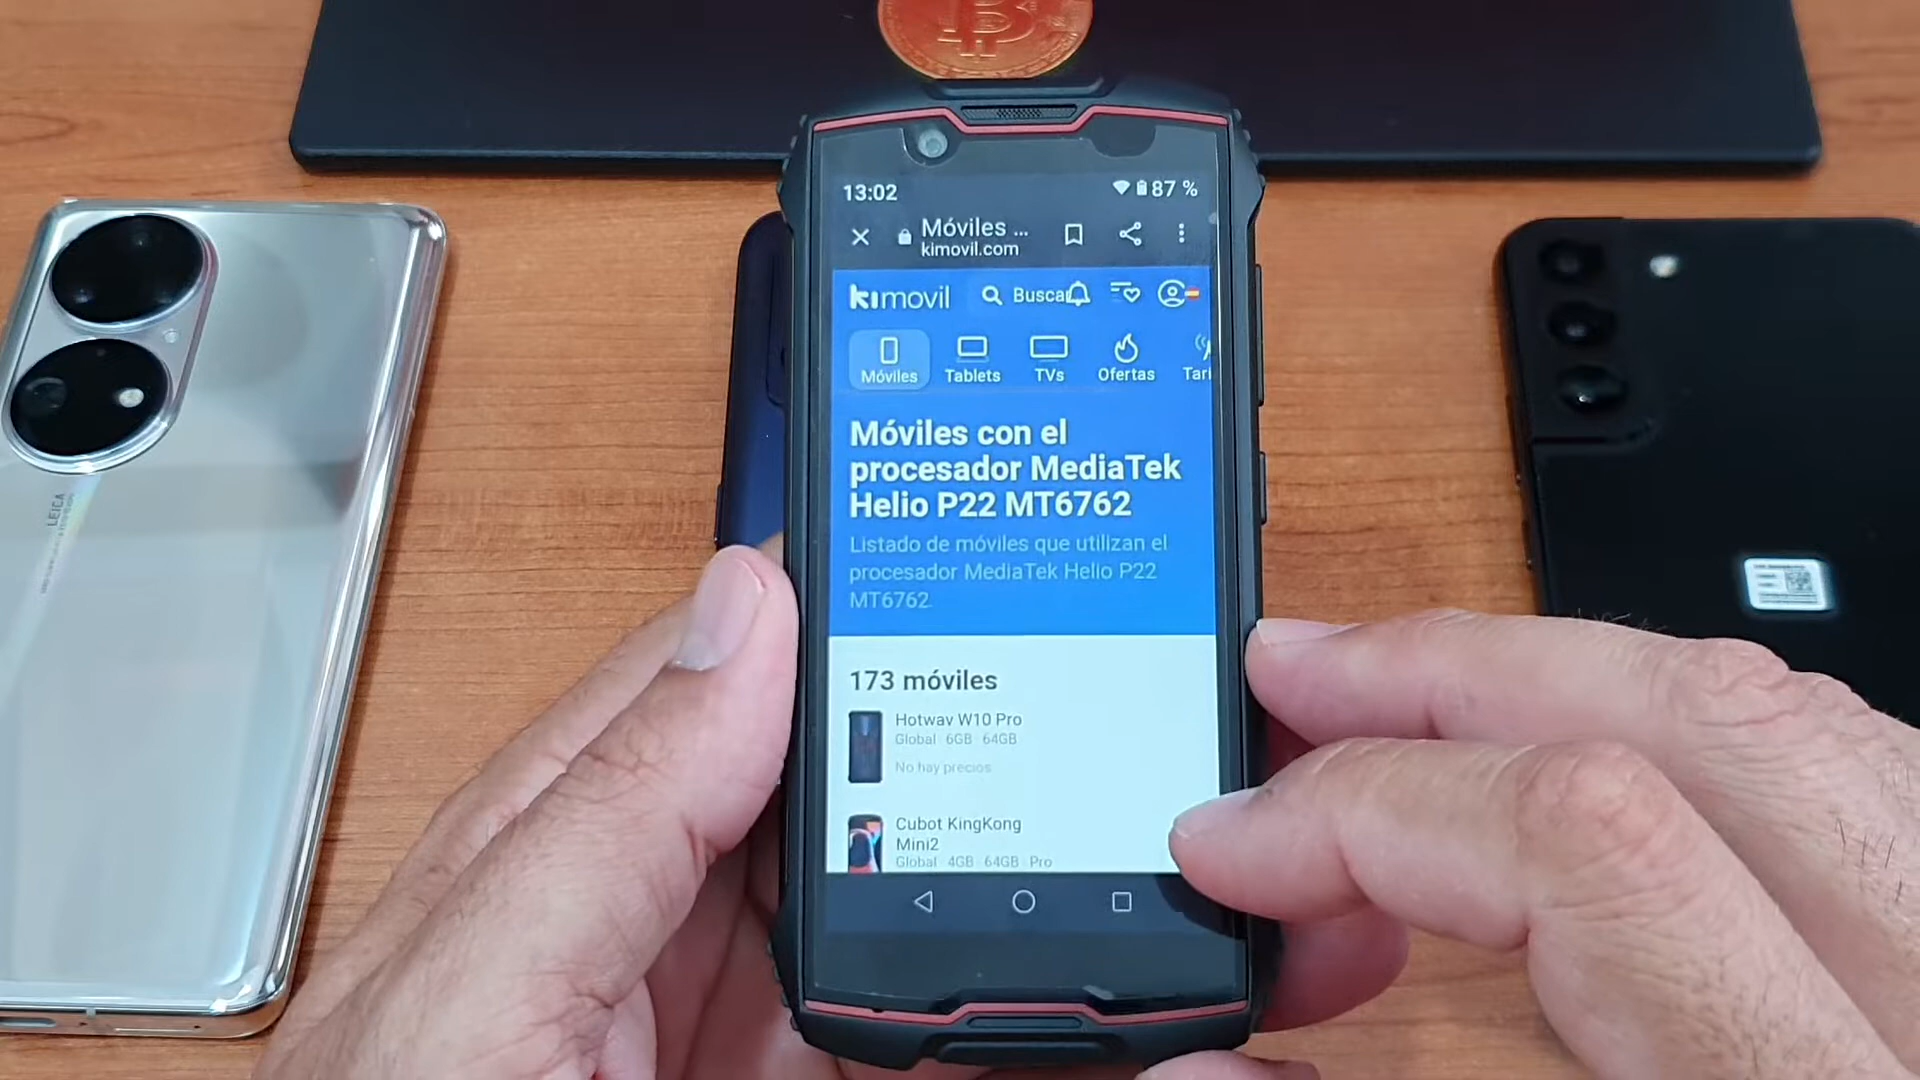 13:02
87 %
Móviles ...
kimovil.com
kimovil
Busca
Móviles
Tablets
TVs
Ofertas
Tari
Móviles con el
procesador MediaTek
Helio P22 MT6762
Listado de móviles que utilizan el
procesador MediaTek Helio P22
MT6762.
173 móviles
Hotwav W10 Pro
Global 6GB 64GB
No hay precios
Cubot KingKong
Mini2
Global 4GB 64GB Pro
LEICA
B